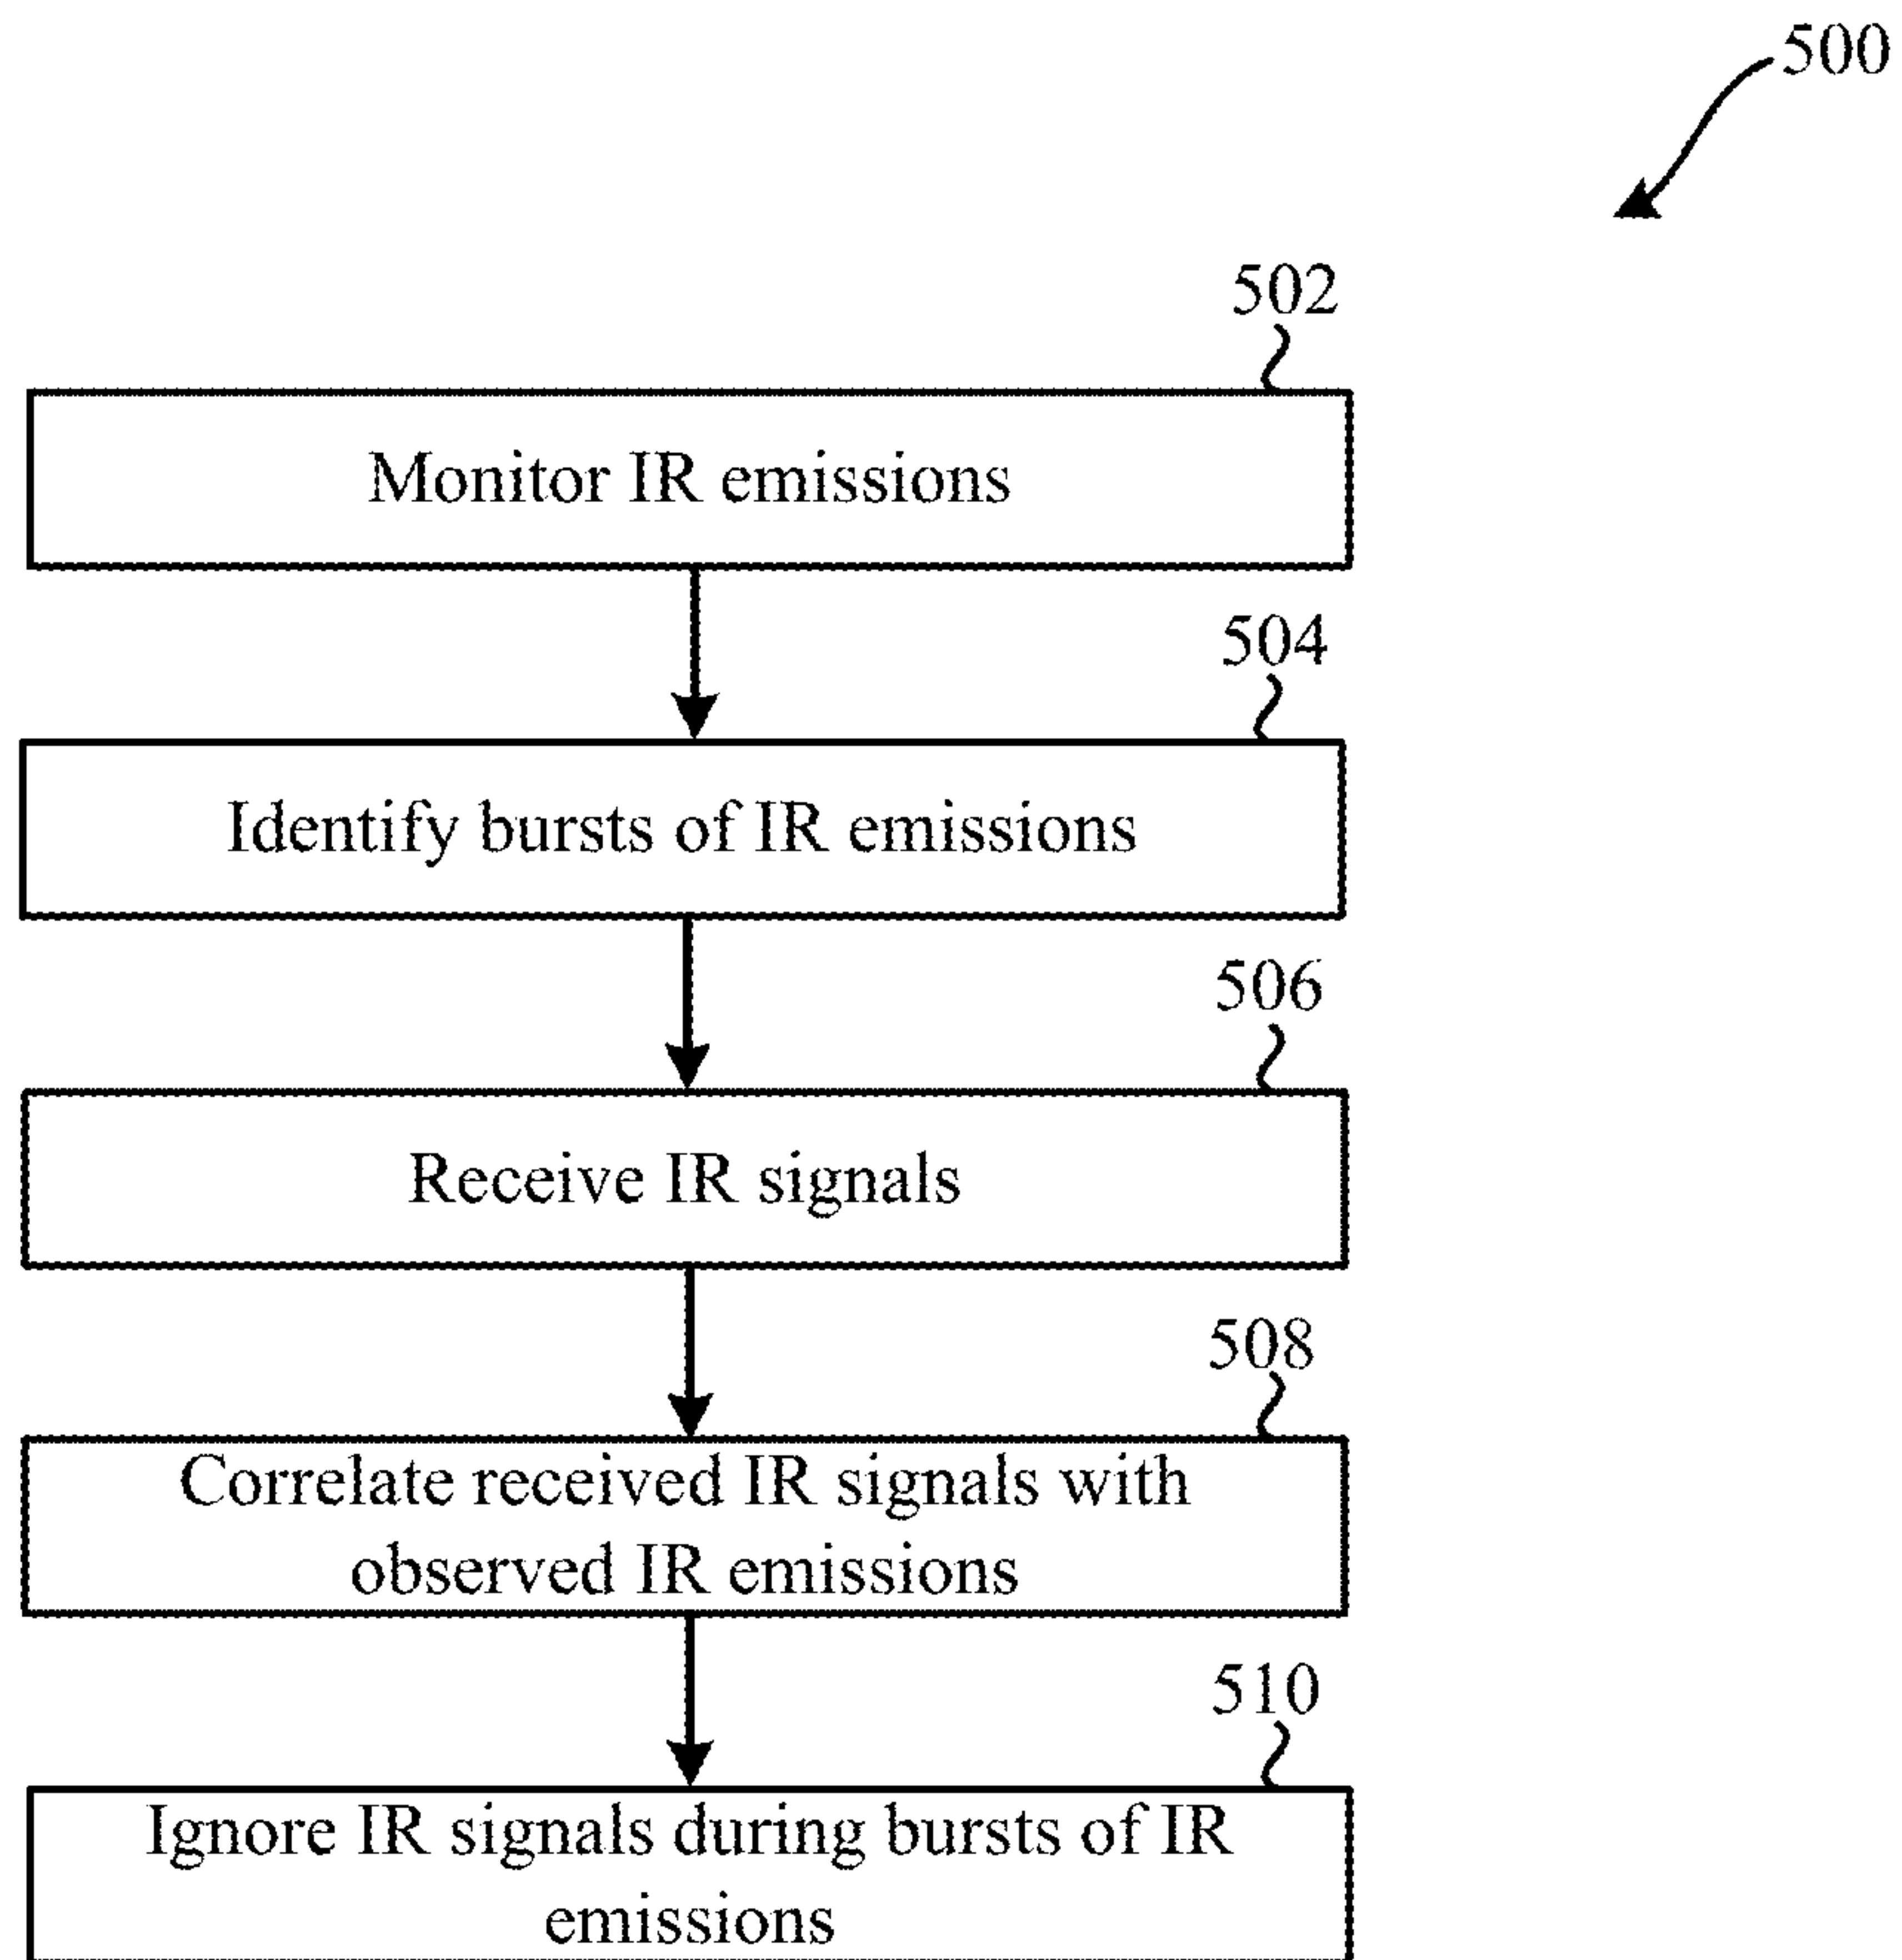 500
502
Monitor IR emissions
504
Identify bursts of IR emissions
506
Receive IR signals
508
Correlate received IR signals with
observed IR emissions
510
Ignore IR signals during bursts of IR
emissions